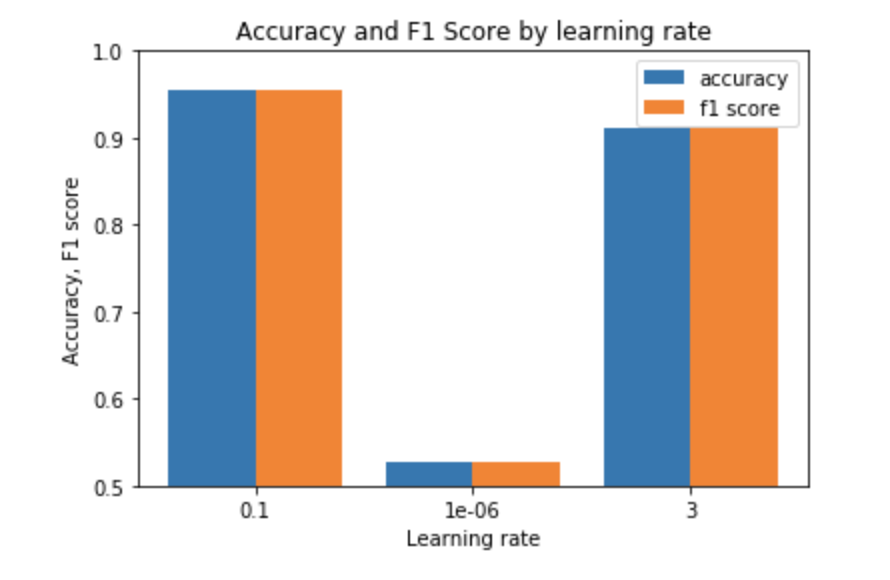 Accuracy and F1 Score by learning rate
accuracy
f1 score
Accuracy, F1 score
1.0
0.9
0.8
0.7
0.6
0.5
0.1 1e-06 3
Learning rate